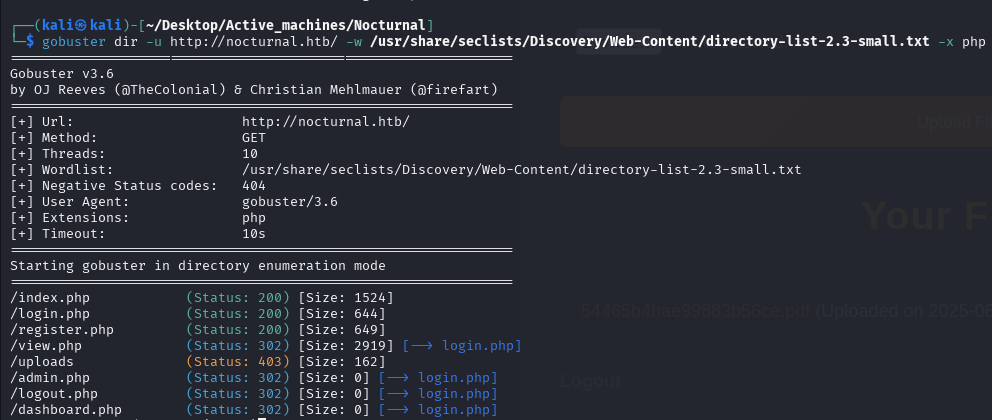 ┌──(kali㉿kali)-[~/Desktop/Active_machines/Nocturnal]
└─$ gobuster dir -u http://nocturnal.htb/ -w /usr/share/seclists/Discovery/Web-Content/directory-list-2.3-small.txt -x php
===============================================================
Gobuster v3.6
by OJ Reeves (@TheColonial) & Christian Mehlmauer (@firefart)
===============================================================
[+] Url: http://nocturnal.htb/
[+] Method: GET
[+] Threads: 10
[+] Wordlist: /usr/share/seclists/Discovery/Web-Content/directory-list-2.3-small.txt
[+] Negative Status codes: 404
[+] User Agent: gobuster/3.6
[+] Extensions: php
[+] Timeout: 10s
===============================================================
Starting gobuster in directory enumeration mode
===============================================================
/index.php (Status: 200) [Size: 1524]
/login.php (Status: 200) [Size: 644]
/register.php (Status: 200) [Size: 649]
/view.php (Status: 302) [Size: 2919] [--> login.php]
/uploads (Status: 403) [Size: 162]
/admin.php (Status: 302) [Size: 0] [--> login.php]
/logout.php (Status: 302) [Size: 0] [--> login.php]
/dashboard.php (Status: 302) [Size: 0] [--> login.php]
Upload Fi
Your F
(Uploaded on 2025-0
Logout